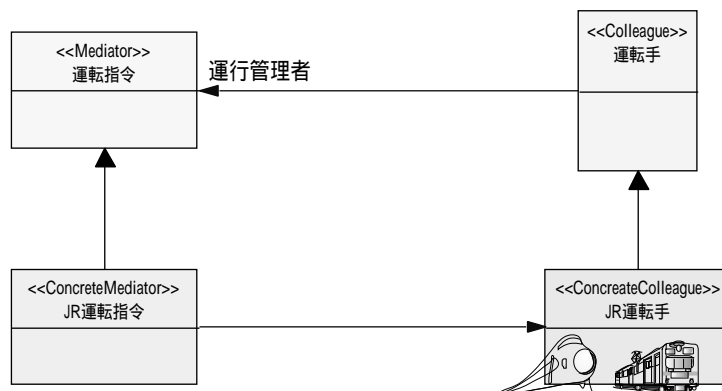 <<Mediator>>
運転指令
運行管理者
<<Colleague>>
運転手
<<ConcreteMediator>>
JR運転指令
<<ConcreateColleague>>
JR運転手